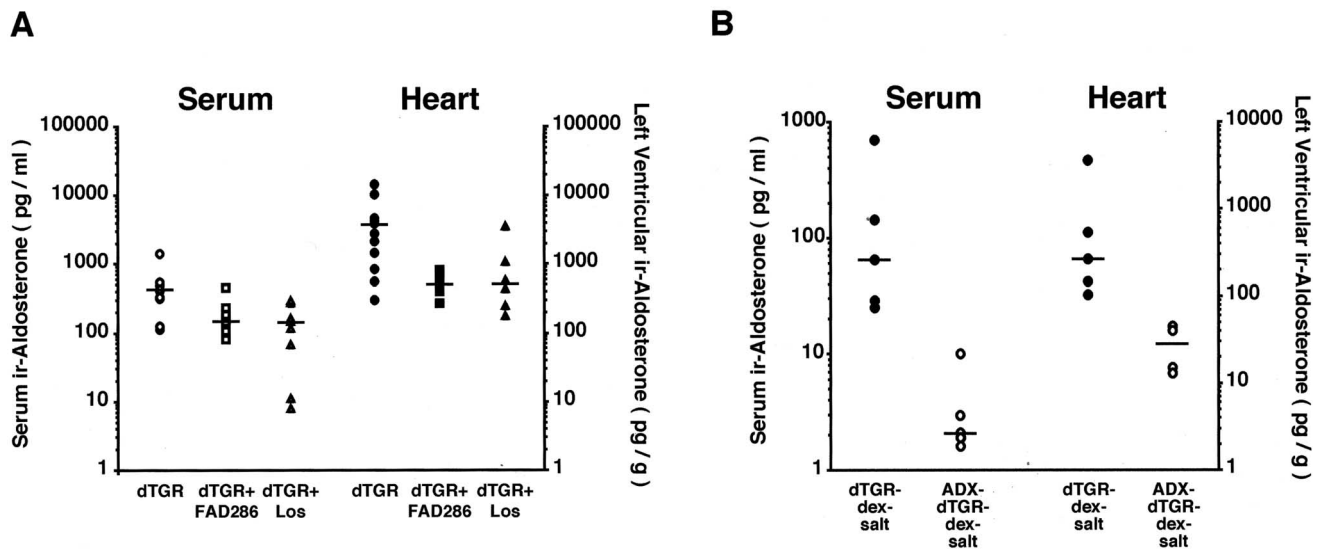 A
Serum
Heart
Serum ir-Aldosterone ( pg / ml )
100000
10000
1000
100
10
1
100000
10000
1000
100
10
1
Left Ventricular ir-Aldosterone ( pg / g )
dTGR
dTGR+
FAD286
dTGR+
Los
dTGR
dTGR+
FAD286
dTGR+
Los
B
Serum
Heart
Serum ir-Aldosterone ( pg / ml )
1000
100
10
1
10000
1000
100
10
1
Left Ventricular ir-Aldosterone ( pg / g )
dTGR-
dex-
salt
ADX-
dTGR-
dex-
salt
dTGR-
dex-
salt
ADX-
dTGR-
dex-
salt